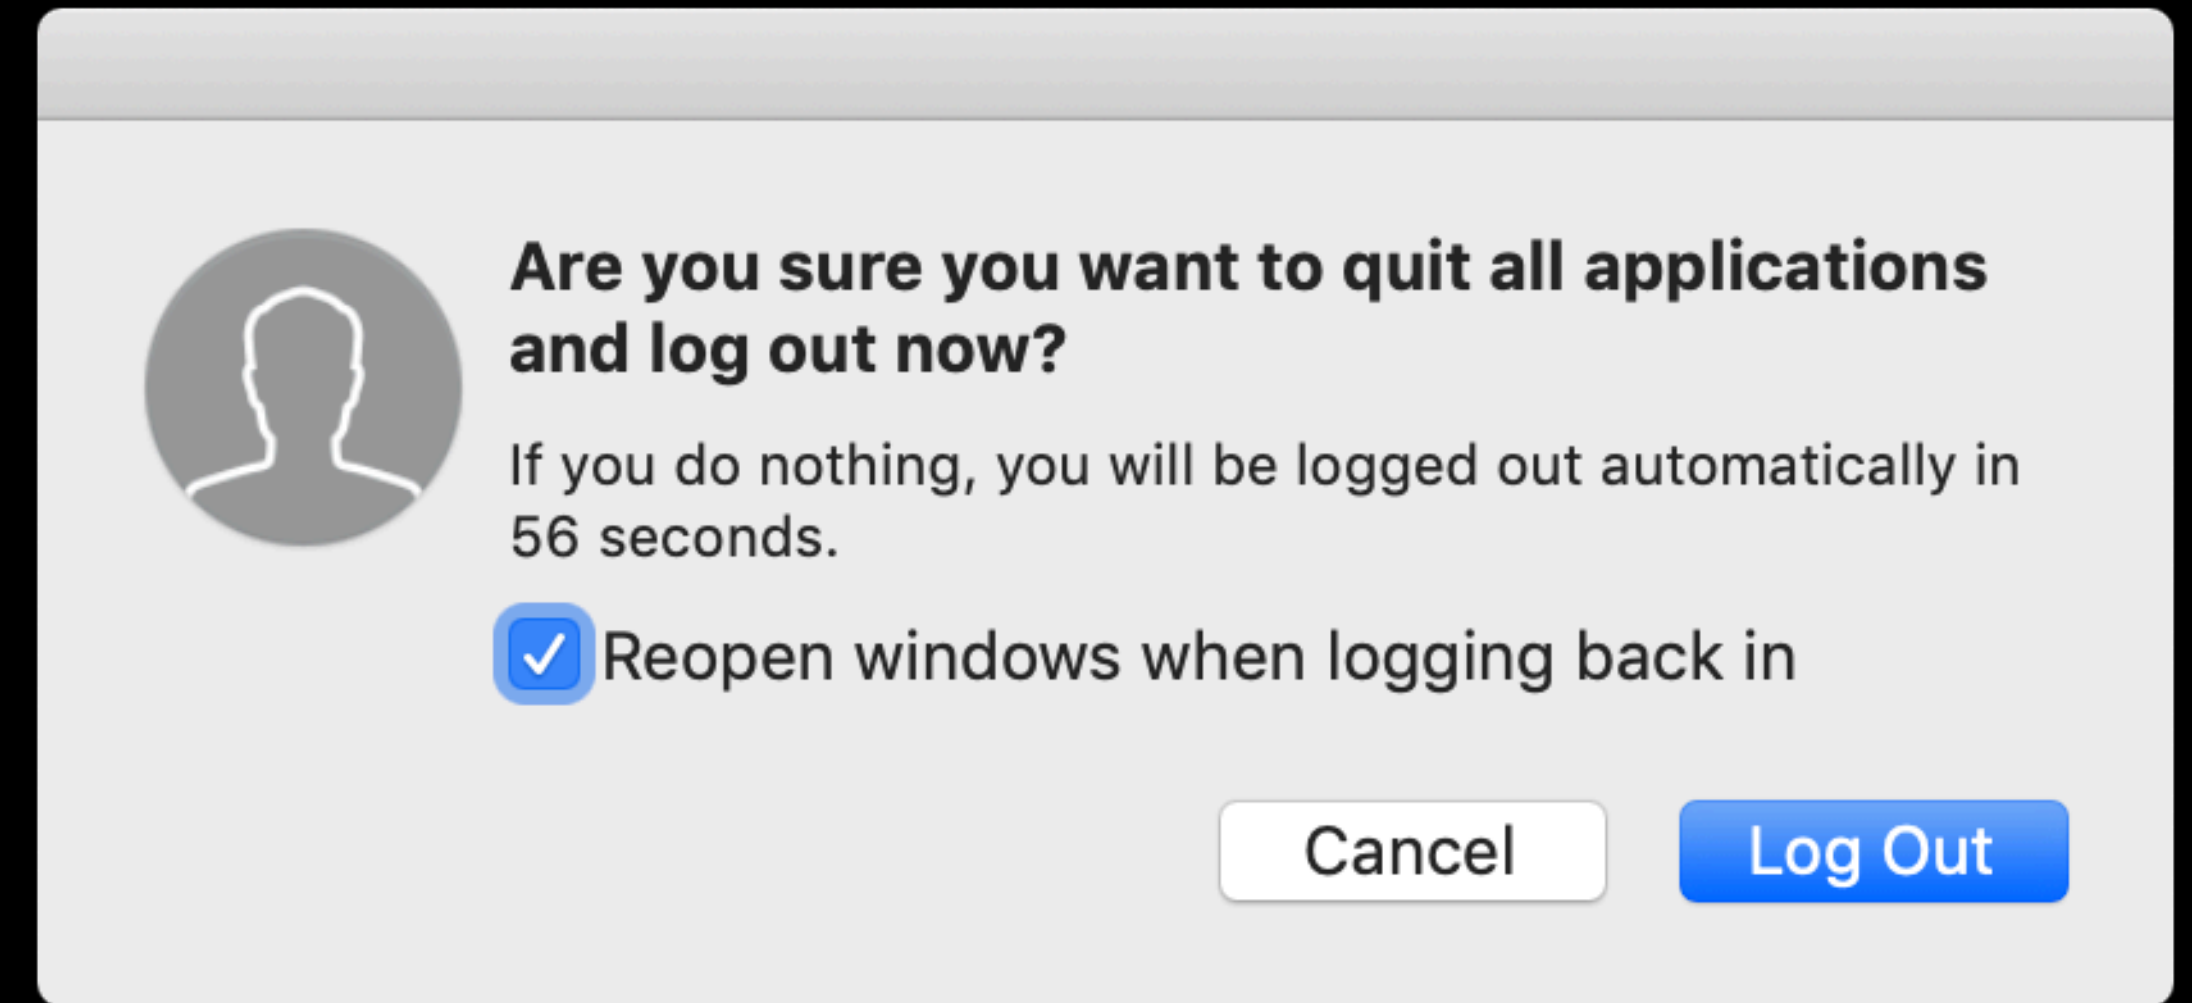 Are you sure you want to quit all applications
and log out now?
If you do nothing, you will be logged out automatically in
56 seconds.
Reopen windows when logging back in
Cancel
Log Out